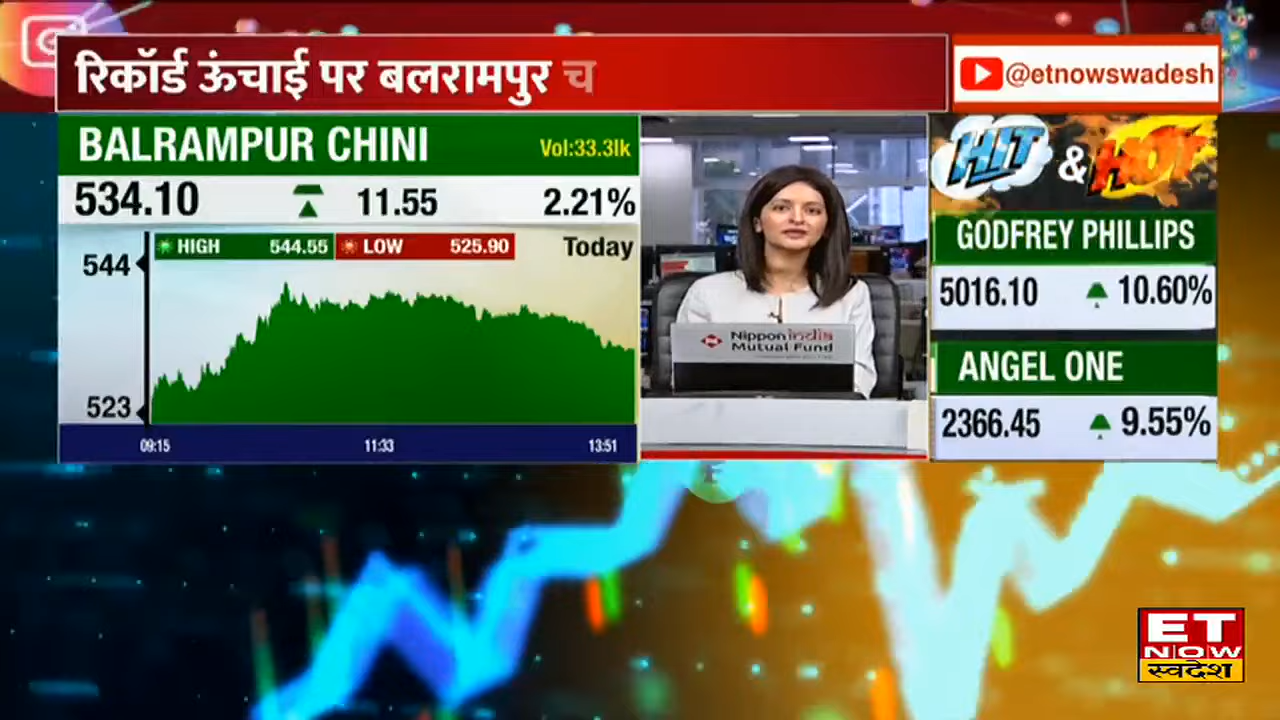 रिकॉर्ड ऊंचाई पर बलरामपुर च
@etnowswadesh
BALRAMPUR CHINI
Vol:33.3lk
534.10 11.55 2.21%
HIGH 544.55 LOW 525.90 Today
544
523
09:15 11:33 13:51
Nippon india
Mutual Fund
HIT & HOT
GODFREY PHILLIPS
5016.10 10.60%
ANGEL ONE
2366.45 9.55%
ET
NOW
स्वदेश